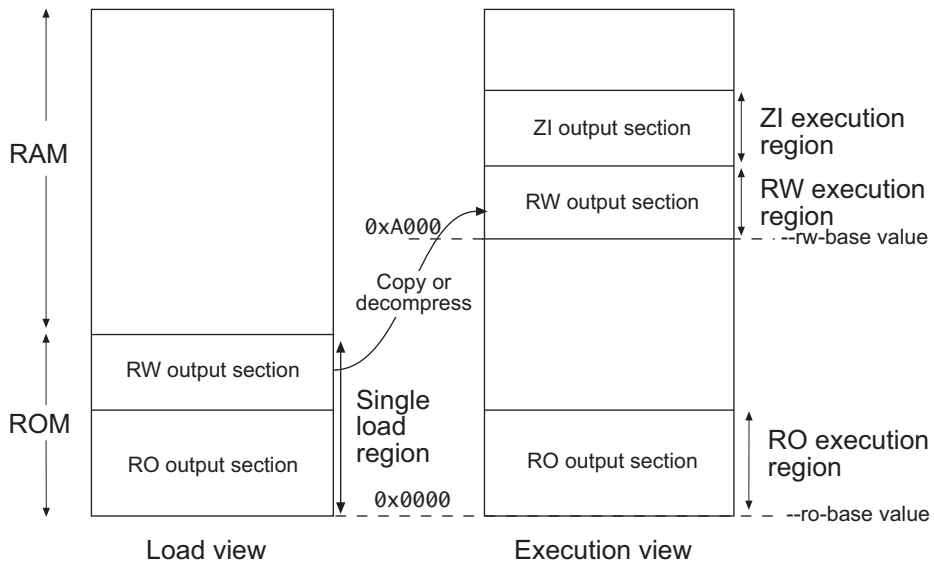 RAM
ROM
RW output section
RO output section
Load view
Single
load
region
0xA000
Copy or
decompress
0x0000
ZI output section
RW output section
RO output section
Execution view
ZI execution
region
RW execution
region
--rw-base value
RO execution
region
--ro-base value